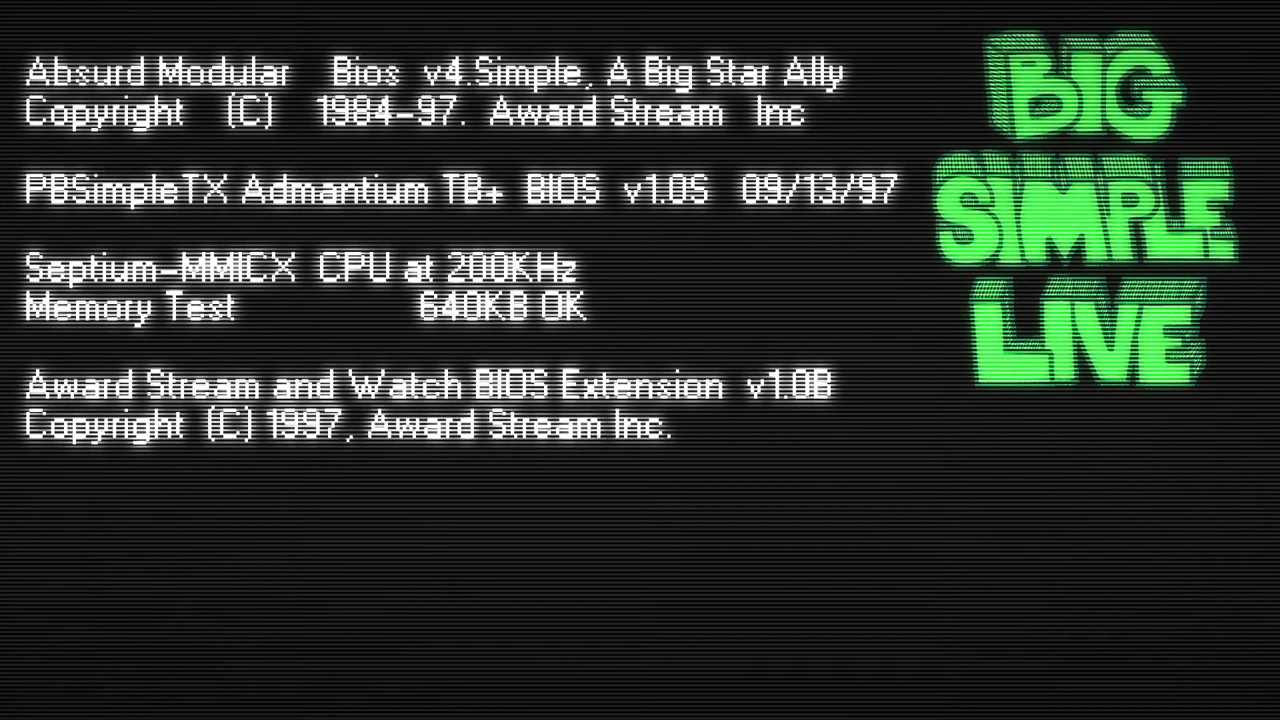 Absurd Modular Bios v4.Simple, A Big Star Ally
Copyright (C) 1984-97. Award Stream Inc
PBSimpleTX Admantium TB+ BIOS v1.0S 09/13/97
Septium-MMICX CPU at 200KHz
Memory Test 640KB OK
Award Stream and Watch BIOS Extension v1.0B
Copyright (C) 1997, Award Stream Inc.
BIG
SIMPLE
LIVE